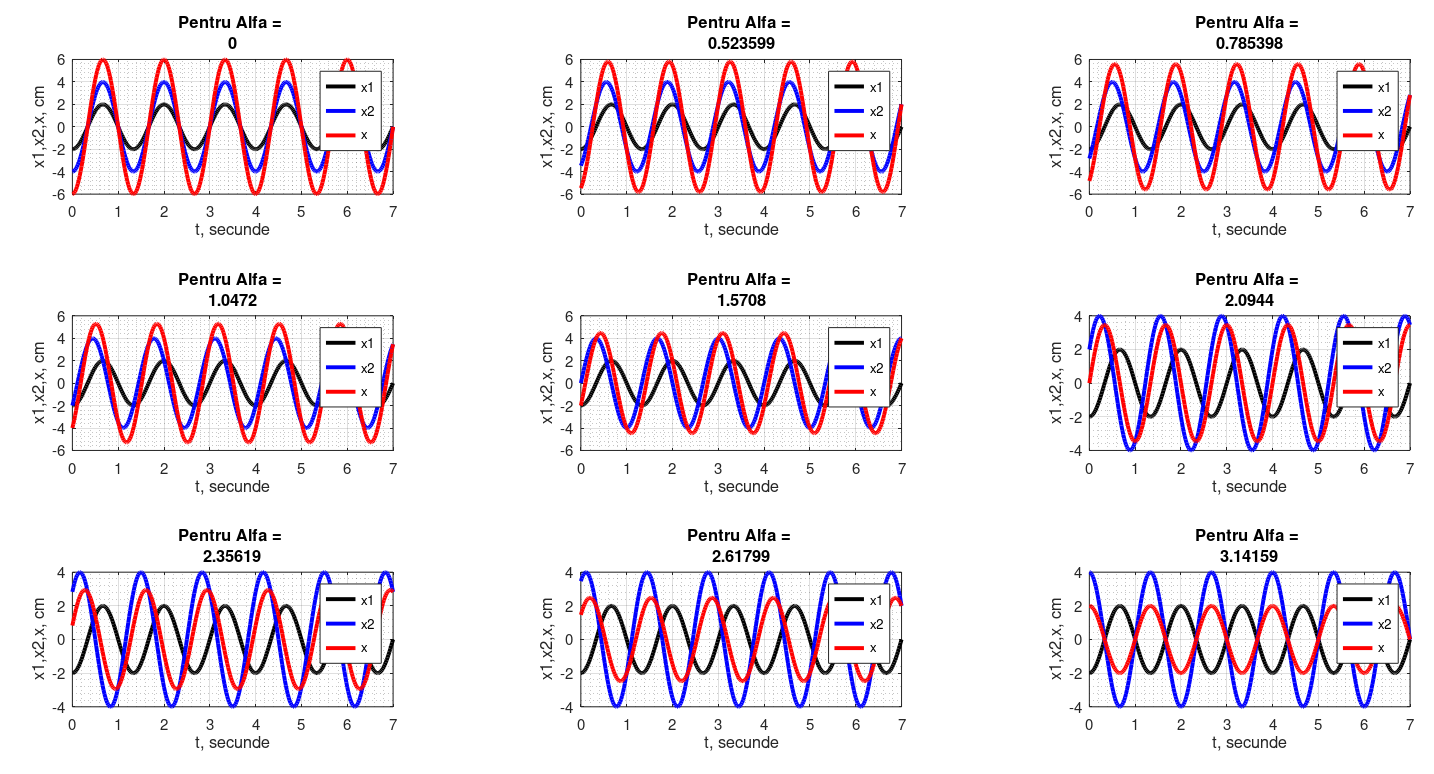 Pentru Alfa =
0
x1,x2,x, cm
6
4
2
0
-2
-4
-6
x1
x2
x
0 1 2 3 4 5 6 7
t, secunde
Pentru Alfa =
0.523599
x1,x2,x, cm
6
4
2
0
-2
-4
-6
x1
x2
x
0 1 2 3 4 5 6 7
t, secunde
Pentru Alfa =
0.785398
x1,x2,x, cm
6
4
2
0
-2
-4
-6
x1
x2
x
0 1 2 3 4 5 6 7
t, secunde
Pentru Alfa =
1.0472
x1,x2,x, cm
6
4
2
0
-2
-4
-6
x1
x2
x
0 1 2 3 4 5 6 7
t, secunde
Pentru Alfa =
1.5708
x1,x2,x, cm
6
4
2
0
-2
-4
-6
x1
x2
x
0 1 2 3 4 5 6 7
t, secunde
Pentru Alfa =
2.0944
x1,x2,x, cm
4
2
0
-2
-4
x1
x2
x
0 1 2 3 4 5 6 7
t, secunde
Pentru Alfa =
2.35619
x1,x2,x, cm
4
2
0
-2
-4
x1
x2
x
0 1 2 3 4 5 6 7
t, secunde
Pentru Alfa =
2.61799
x1,x2,x, cm
4
2
0
-2
-4
x1
x2
x
0 1 2 3 4 5 6 7
t, secunde
Pentru Alfa =
3.14159
x1,x2,x, cm
4
2
0
-2
-4
x1
x2
x
0 1 2 3 4 5 6 7
t, secunde